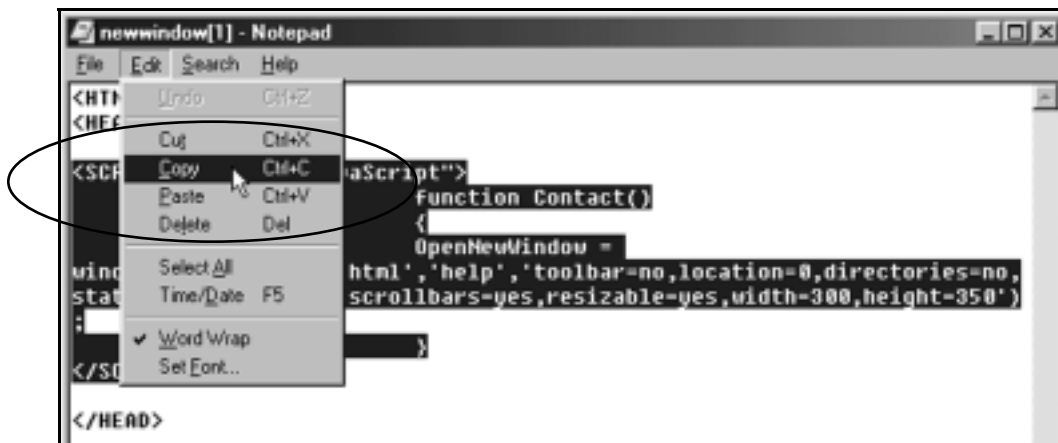 newwindow[1] - Notepad
File Edit Search Help
<HTM
Undo Ctrl+Z
<HEA
Cut Ctrl+X
<SCR
Copy Ctrl+C
aScript">
Paste Ctrl+V
function Contact()
Delete Del
{
OpenNewWindow =
Select All
wind
html','help','toolbar=no,location=0,directories=no,
Time/Date F5
stat
scrollbars=yes,resizable=yes,width=300,height=350')
;
✔ Word Wrap
}
Set Font...
</SC
</HEAD>